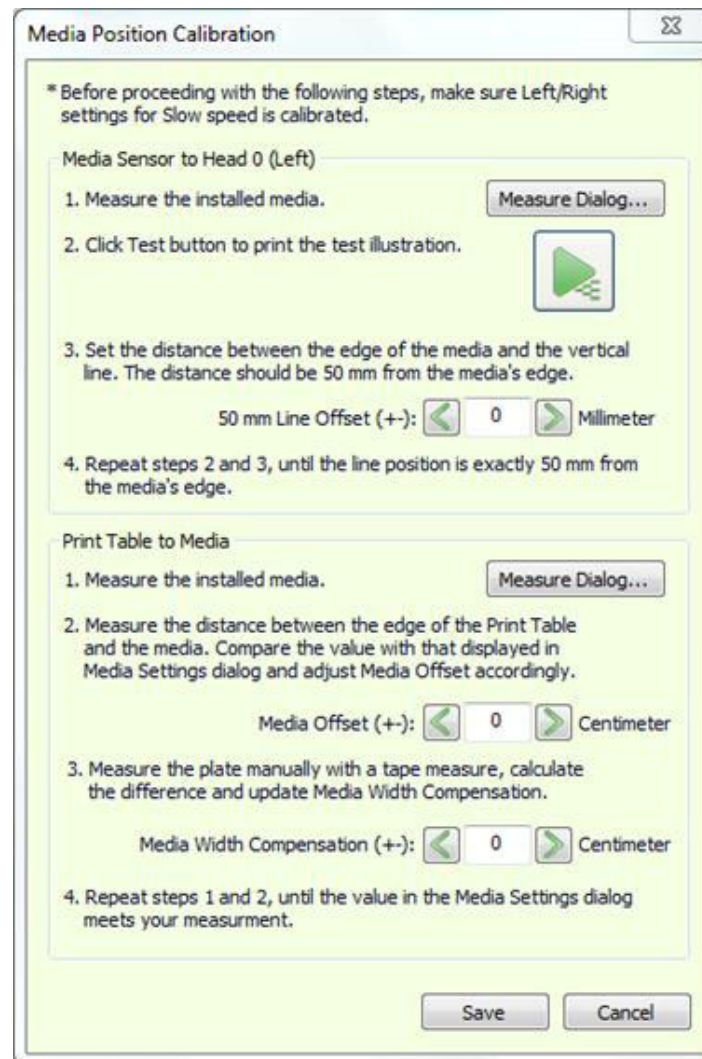 Media Position Calibration
* Before proceeding with the following steps, make sure Left/Right
settings for Slow speed is calibrated.
Media Sensor to Head 0 (Left)
1. Measure the installed media.
Measure Dialog...
2. Click Test button to print the test illustration.
3. Set the distance between the edge of the media and the vertical
line. The distance should be 50 mm from the media's edge.
50 mm Line Offset (+-): 0 Millimeter
4. Repeat steps 2 and 3, until the line position is exactly 50 mm from
the media's edge.
Print Table to Media
1. Measure the installed media.
Measure Dialog...
2. Measure the distance between the edge of the Print Table
and the media. Compare the value with that displayed in
Media Settings dialog and adjust Media Offset accordingly.
Media Offset (+-): 0 Centimeter
3. Measure the plate manually with a tape measure, calculate
the difference and update Media Width Compensation.
Media Width Compensation (+-): 0 Centimeter
4. Repeat steps 1 and 2, until the value in the Media Settings dialog
meets your measurment.
Save Cancel